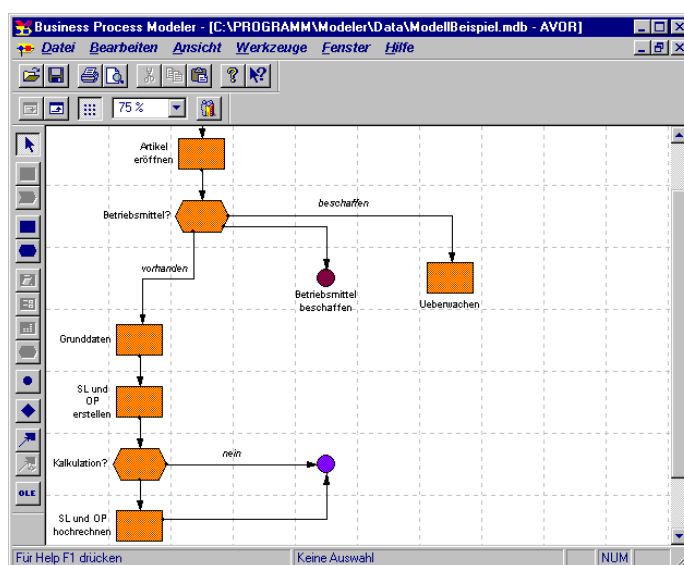 Business Process Modeler - [C:\PROGRAMM\Modeler\Data\ModellBeispiel.mdb - AVOR]
Datei Bearbeiten Ansicht Werkzeuge Fenster Hilfe
75 %
Artikel
eröffnen
beschaffen
Betriebsmittel?
vorhanden
Betriebsmittel
beschaffen
Ueberwachen
Grunddaten
SL und
OP
erstellen
nein
Kalkulation?
SL und OP
hochrechnen
OLE
Für Help F1 drücken
Keine Auswahl
NUM